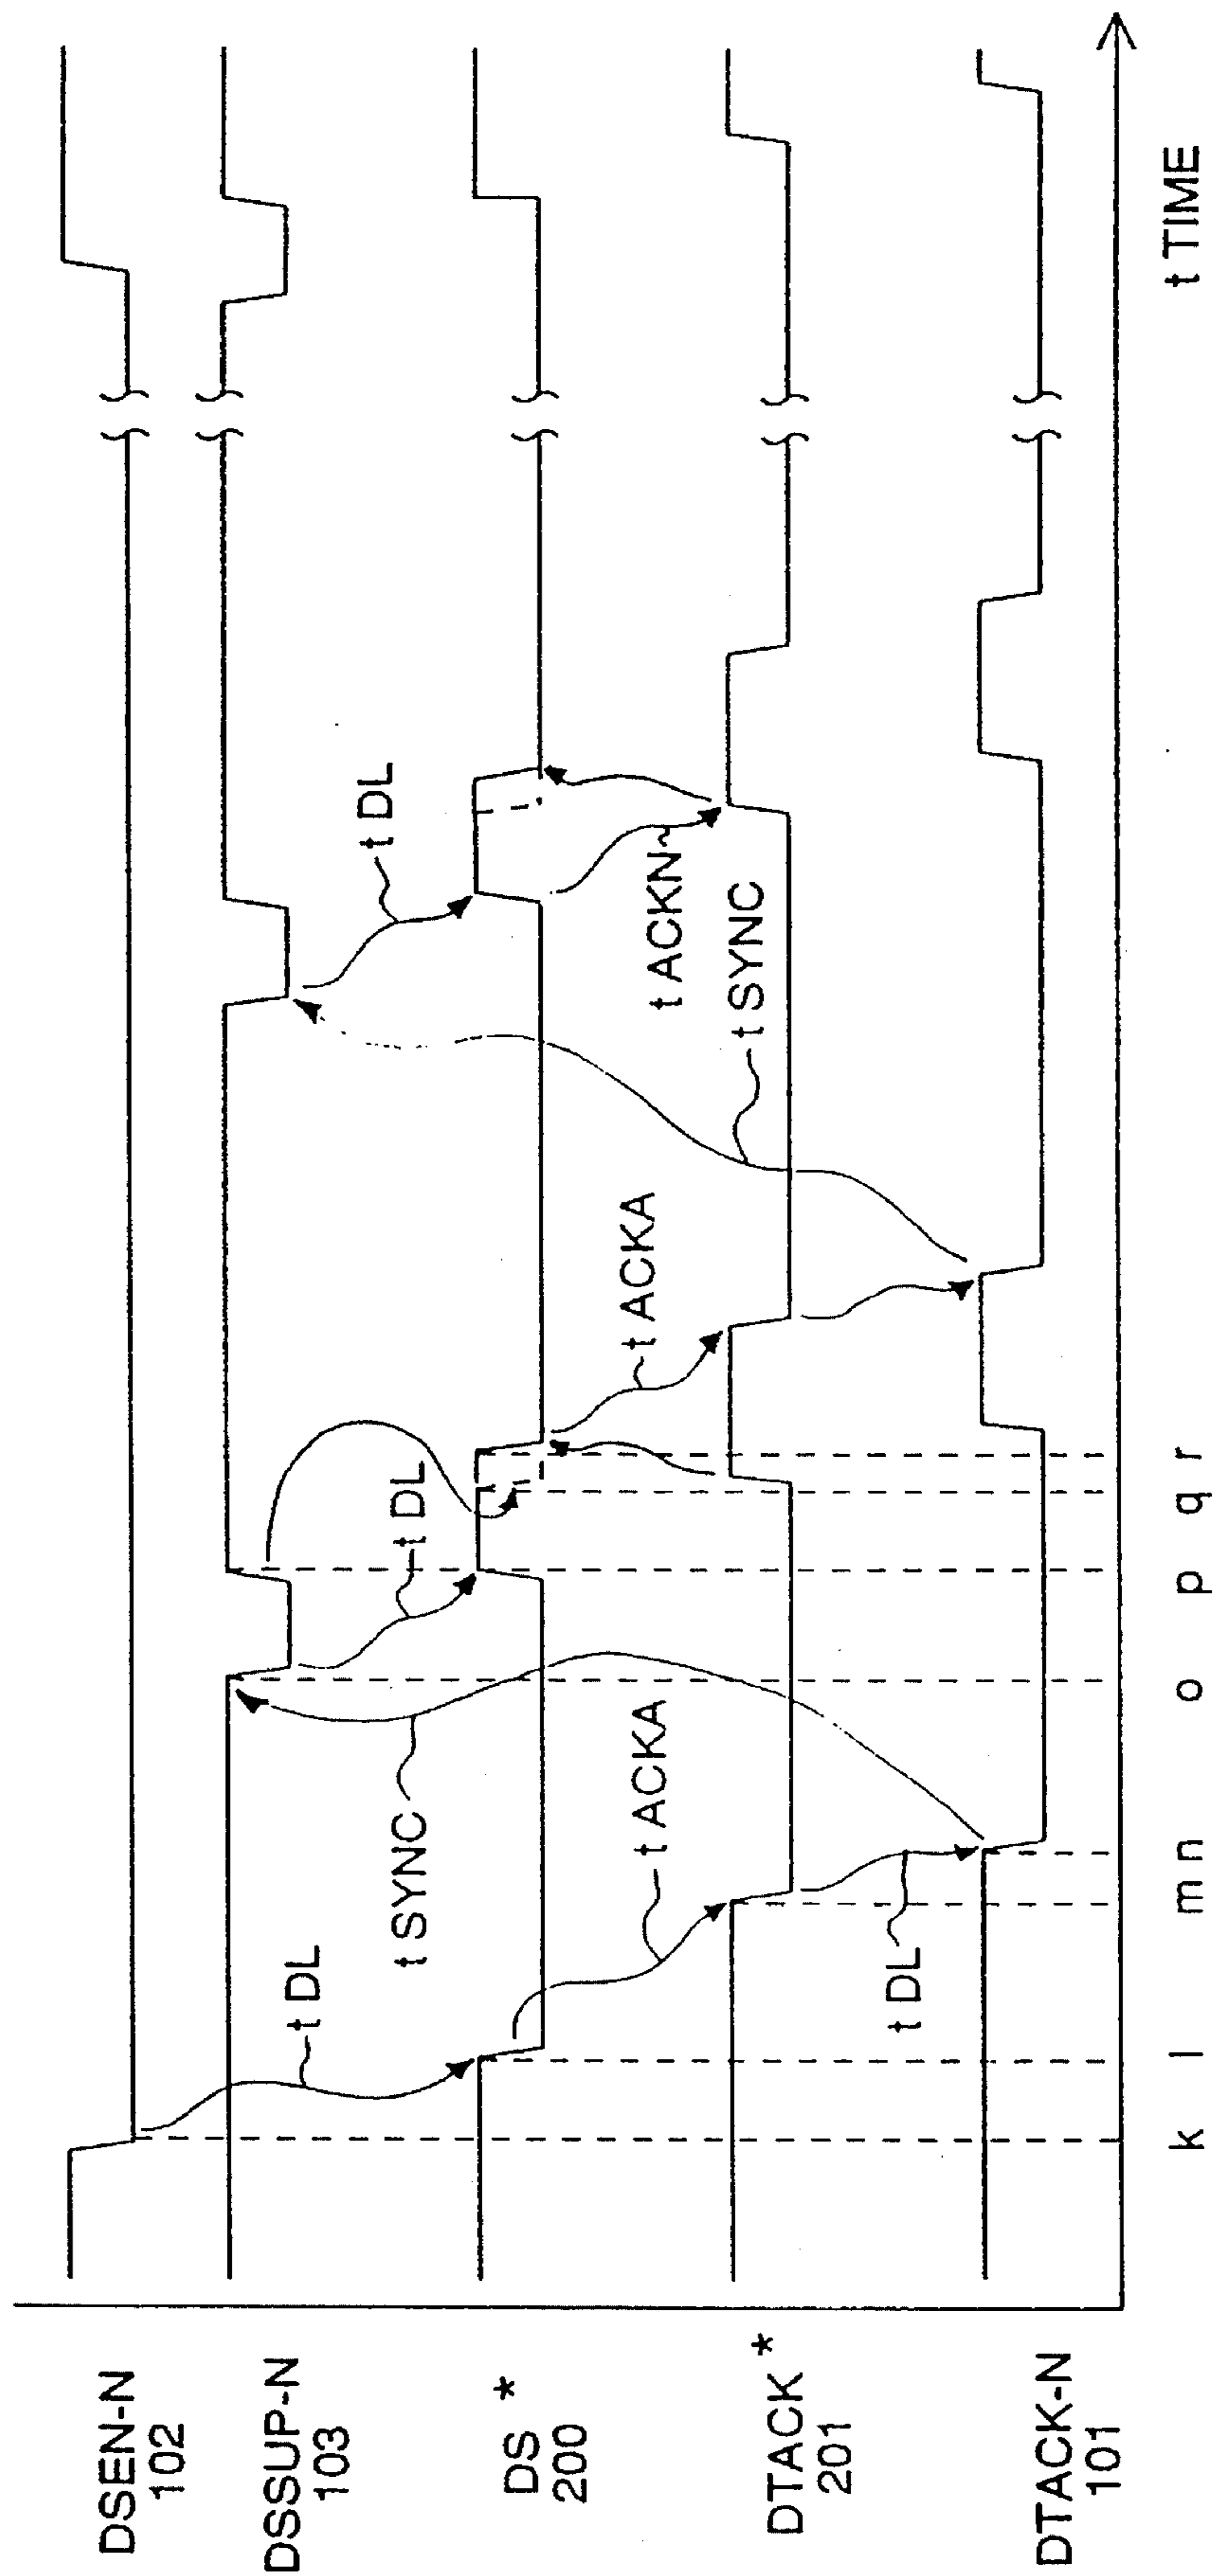 DSEN-N
102
DSSUP-N
103
DS*
200
DTACK*
201
DTACK-N
101
t DL
t SYNC
t ACKA
t DL
t DL
t ACKA
t DL
t ACKN
t SYNC
k l m n o p q r
t TIME